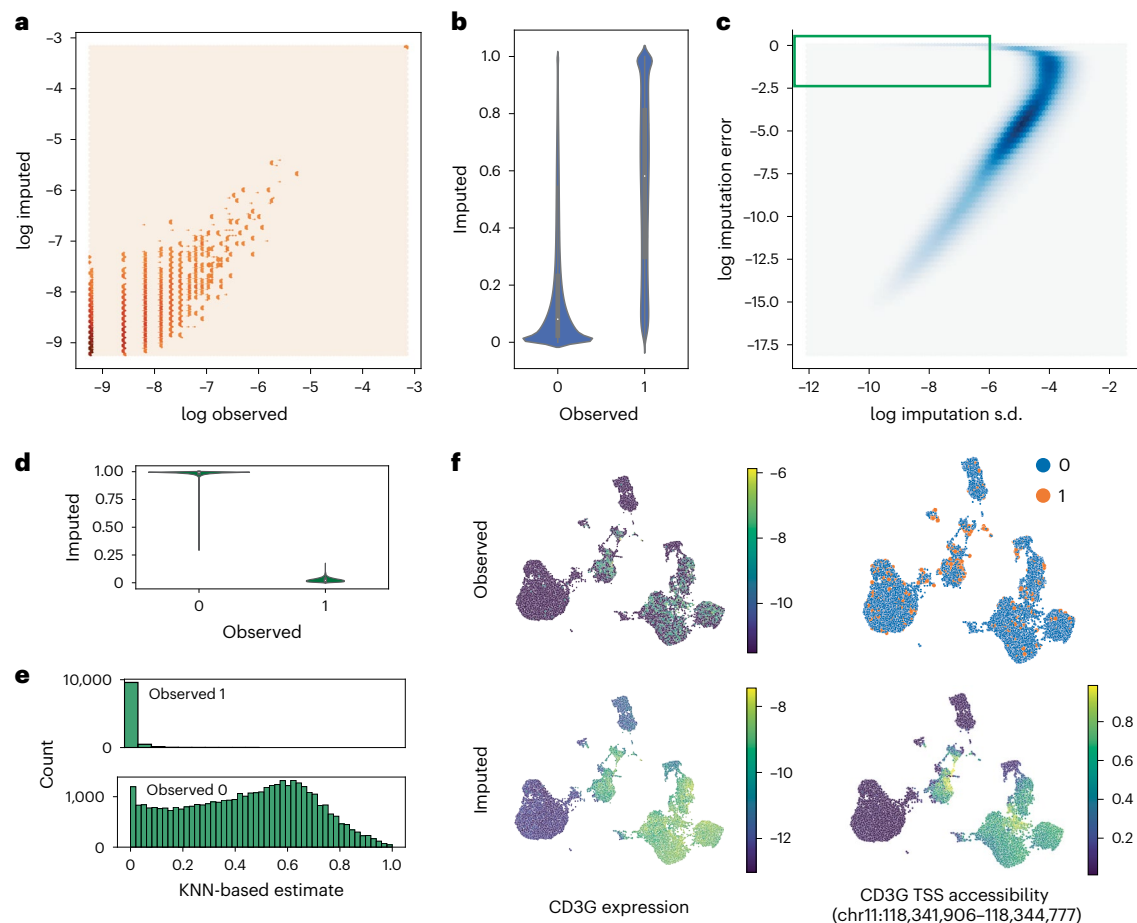 a
−3
−4
−5
−6
−7
−8
−9
log imputed
−9
−8
−7
−6
−5
−4
−3
log observed
b
1.0
0.8
0.6
0.4
0.2
0
Imputed
0
1
Observed
c
0
−2.5
−5.0
−7.5
−10.0
−12.5
−15.0
−17.5
log imputation error
−12
−10
−8
−6
−4
−2
log imputation s.d.
d
1.00
0.75
0.50
0.25
0
Imputed
0
1
Observed
e
10,000
0
Observed 1
Count
1,000
0
Observed 0
0
0.2
0.4
0.6
0.8
1.0
KNN-based estimate
f
Observed
−6
−8
−10
0
1
Imputed
−8
−10
−12
0.8
0.6
0.4
0.2
CD3G expression
CD3G TSS accessibility
(chr11:118,341,906–118,344,777)